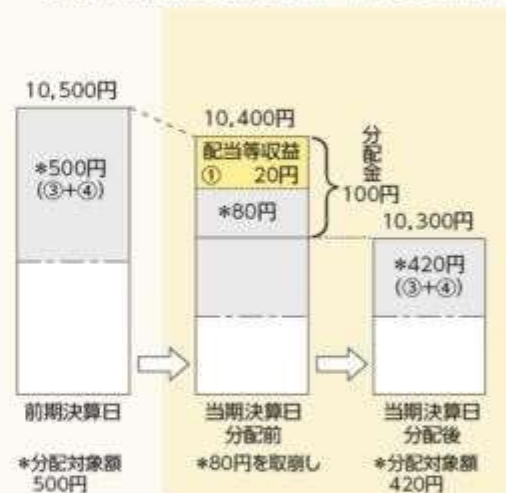 10,500円
*500円
(③+④)
前期決算日
*分配対象額
500円
10,400円
配当等収益
① 20円
*80円
分配金
100円
当期決算日
分配前
*80円を取崩し
10,300円
*420円
(③+④)
当期決算日
分配後
*分配対象額
420円